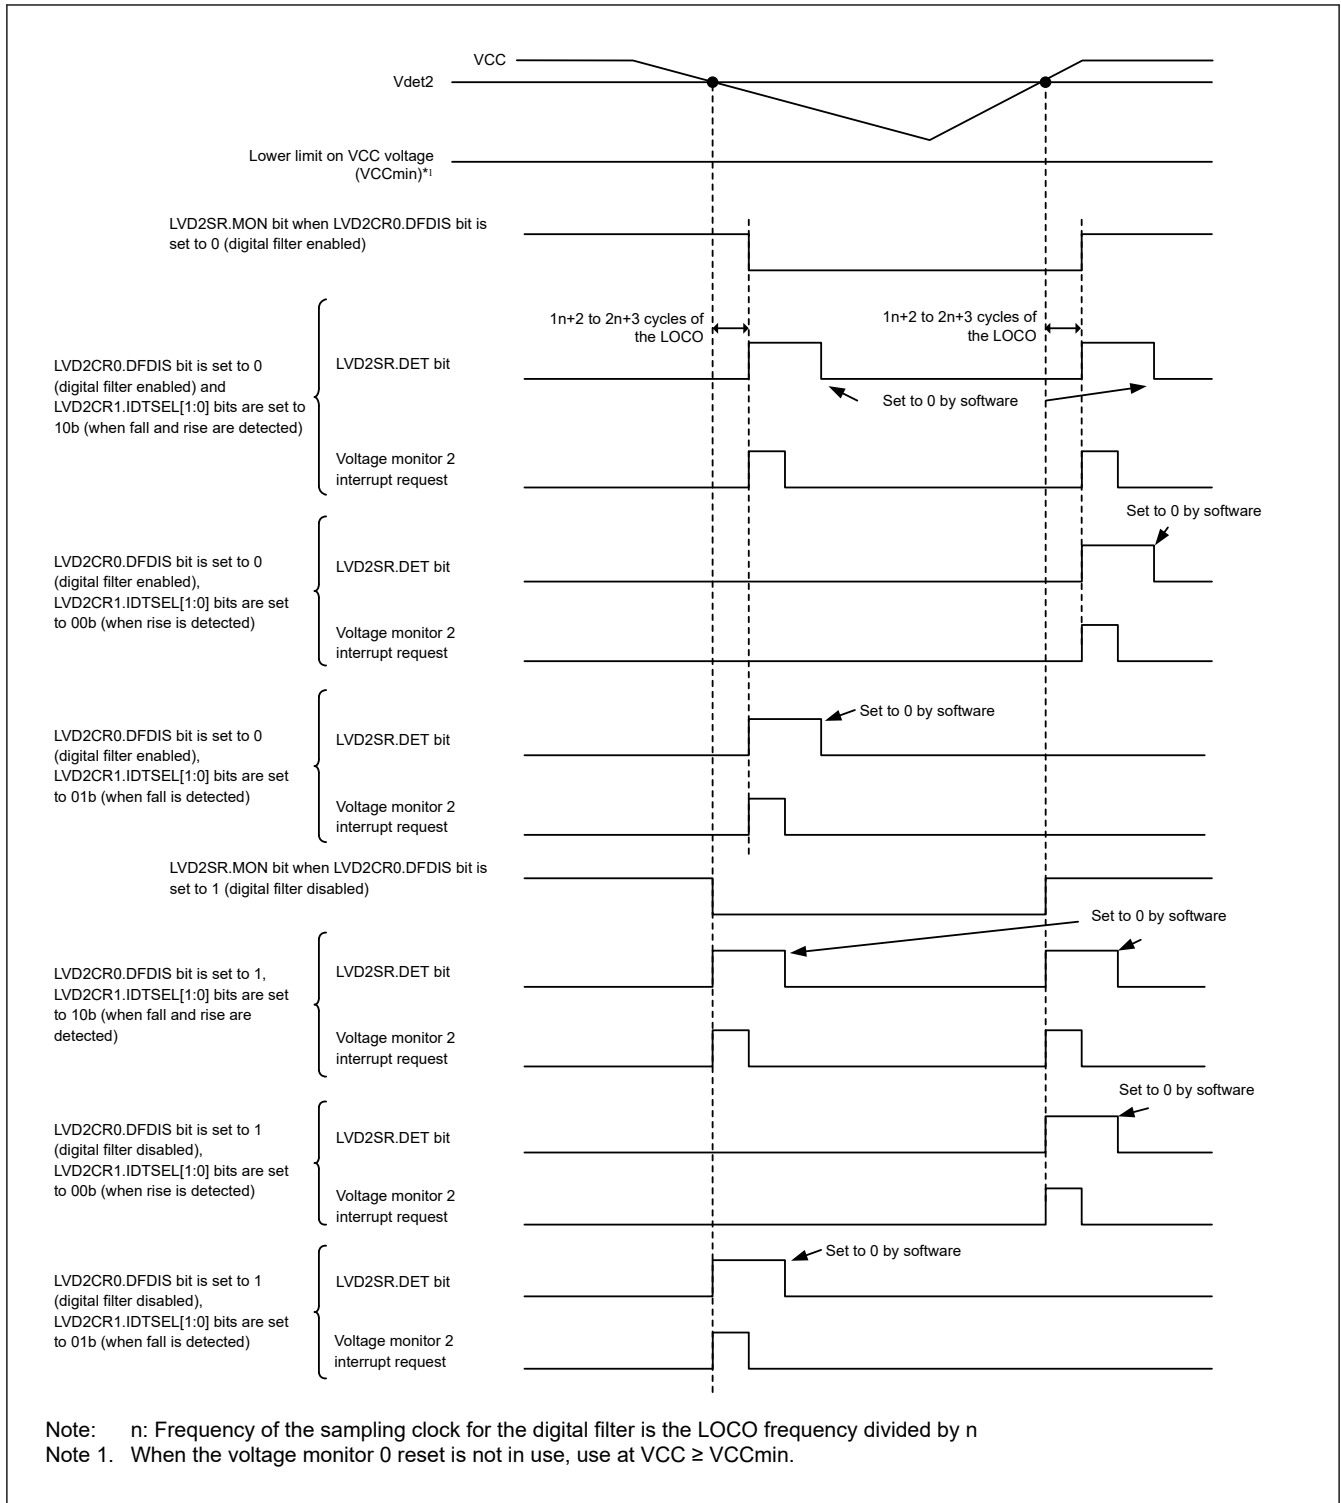 VCC
Vdet2
Lower limit on VCC voltage
(VCCmin)*1
LVD2SR.MON bit when LVD2CR0.DFDIS bit is
set to 0 (digital filter enabled)
1n+2 to 2n+3 cycles of
the LOCO
1n+2 to 2n+3 cycles of
the LOCO
LVD2CR0.DFDIS bit is set to 0
(digital filter enabled) and
LVD2CR1.IDTSEL[1:0] bits are set to
10b (when fall and rise are detected)
LVD2SR.DET bit
Set to 0 by software
Voltage monitor 2
interrupt request
Set to 0 by software
LVD2CR0.DFDIS bit is set to 0
(digital filter enabled),
LVD2CR1.IDTSEL[1:0] bits are set
to 00b (when rise is detected)
LVD2SR.DET bit
Voltage monitor 2
interrupt request
Set to 0 by software
LVD2CR0.DFDIS bit is set to 0
(digital filter enabled),
LVD2CR1.IDTSEL[1:0] bits are set
to 01b (when fall is detected)
LVD2SR.DET bit
Voltage monitor 2
interrupt request
LVD2SR.MON bit when LVD2CR0.DFDIS bit is
set to 1 (digital filter disabled)
Set to 0 by software
LVD2CR0.DFDIS bit is set to 1,
LVD2CR1.IDTSEL[1:0] bits are set
to 10b (when fall and rise are
detected)
LVD2SR.DET bit
Voltage monitor 2
interrupt request
Set to 0 by software
LVD2CR0.DFDIS bit is set to 1
(digital filter disabled),
LVD2CR1.IDTSEL[1:0] bits are set
to 00b (when rise is detected)
LVD2SR.DET bit
Voltage monitor 2
interrupt request
Set to 0 by software
LVD2CR0.DFDIS bit is set to 1
(digital filter disabled),
LVD2CR1.IDTSEL[1:0] bits are set
to 01b (when fall is detected)
LVD2SR.DET bit
Voltage monitor 2
interrupt request
Note: n: Frequency of the sampling clock for the digital filter is the LOCO frequency divided by n
Note 1. When the voltage monitor 0 reset is not in use, use at VCC ≥ VCCmin.